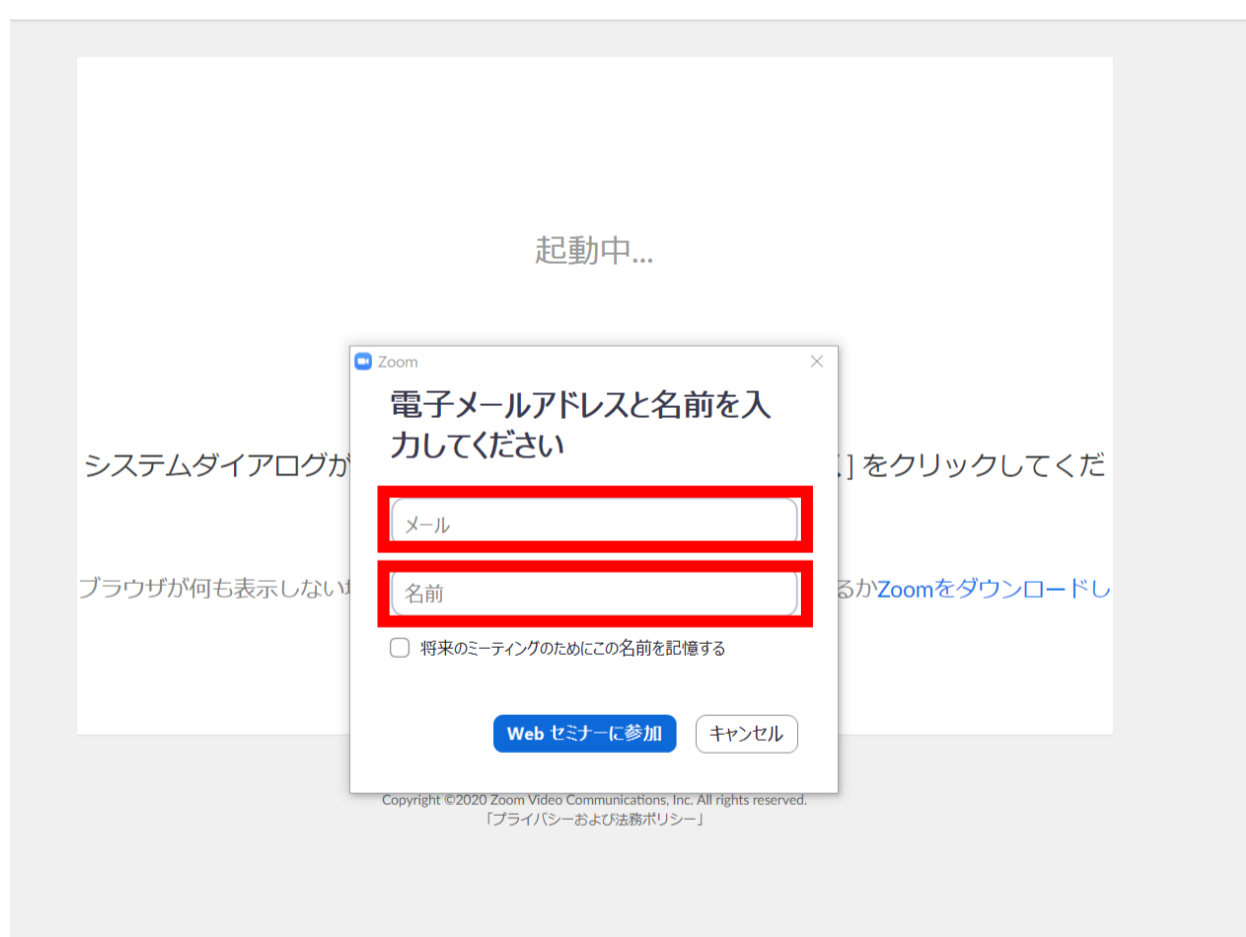 起動中...
Zoom
電子メールアドレスと名前を入
力してください
システムダイアログが
] をクリックしてくだ
メール
ブラウザが何も表示しない
るかZoomをダウンロードし
名前
将来のミーティングのためにこの名前を記憶する
Web セミナーに参加
キャンセル
Copyright ©2020 Zoom Video Communications, Inc. All rights reserved.
「プライバシーおよび法務ポリシー」